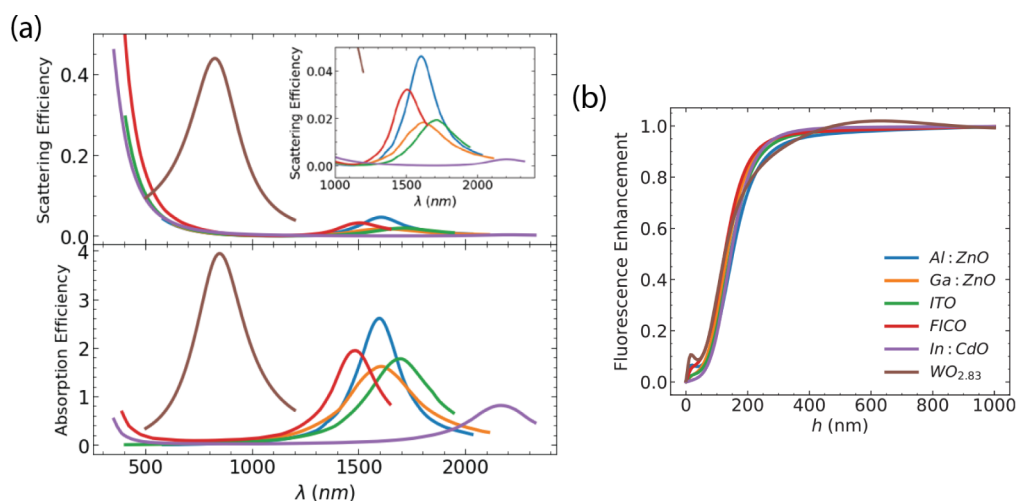 (a)
Scattering Efficiency
0.4
0.2
0.0
Scattering Efficiency
0.04
0.02
0.00
1000 1500 2000
λ (nm)
Absorption Efficiency
4
3
2
1
0
500 1000 1500 2000
λ (nm)
(b)
Fluorescence Enhancement
1.0
0.8
0.6
0.4
0.2
0.0
Al : ZnO
Ga : ZnO
ITO
FICO
In : CdO
WO2.83
0 200 400 600 800 1000
h (nm)